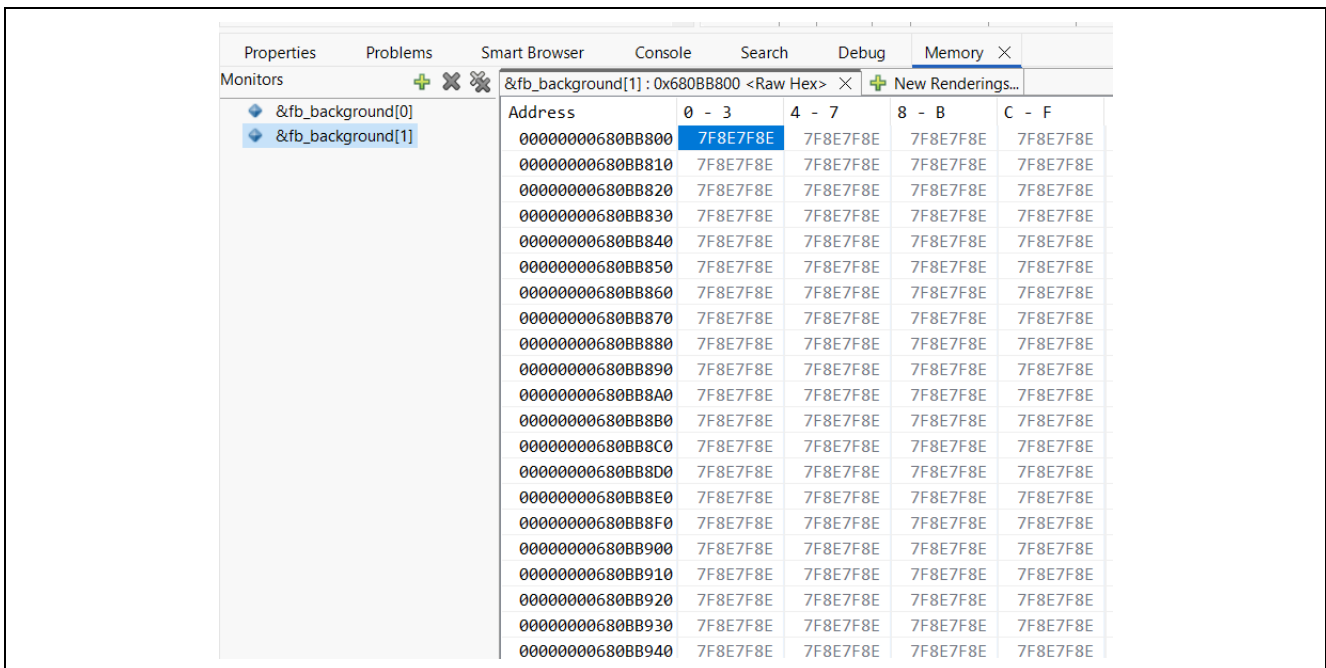 Properties Problems Smart Browser Console Search Debug Memory
Monitors &fb_background[1] : 0x680BB800 <Raw Hex> New Renderings...
&fb_background[0] Address 0 - 3 4 - 7 8 - B C - F
&fb_background[1] 00000000680BB800 7F8E7F8E 7F8E7F8E 7F8E7F8E 7F8E7F8E
00000000680BB810 7F8E7F8E 7F8E7F8E 7F8E7F8E 7F8E7F8E
00000000680BB820 7F8E7F8E 7F8E7F8E 7F8E7F8E 7F8E7F8E
00000000680BB830 7F8E7F8E 7F8E7F8E 7F8E7F8E 7F8E7F8E
00000000680BB840 7F8E7F8E 7F8E7F8E 7F8E7F8E 7F8E7F8E
00000000680BB850 7F8E7F8E 7F8E7F8E 7F8E7F8E 7F8E7F8E
00000000680BB860 7F8E7F8E 7F8E7F8E 7F8E7F8E 7F8E7F8E
00000000680BB870 7F8E7F8E 7F8E7F8E 7F8E7F8E 7F8E7F8E
00000000680BB880 7F8E7F8E 7F8E7F8E 7F8E7F8E 7F8E7F8E
00000000680BB890 7F8E7F8E 7F8E7F8E 7F8E7F8E 7F8E7F8E
00000000680BB8A0 7F8E7F8E 7F8E7F8E 7F8E7F8E 7F8E7F8E
00000000680BB8B0 7F8E7F8E 7F8E7F8E 7F8E7F8E 7F8E7F8E
00000000680BB8C0 7F8E7F8E 7F8E7F8E 7F8E7F8E 7F8E7F8E
00000000680BB8D0 7F8E7F8E 7F8E7F8E 7F8E7F8E 7F8E7F8E
00000000680BB8E0 7F8E7F8E 7F8E7F8E 7F8E7F8E 7F8E7F8E
00000000680BB8F0 7F8E7F8E 7F8E7F8E 7F8E7F8E 7F8E7F8E
00000000680BB900 7F8E7F8E 7F8E7F8E 7F8E7F8E 7F8E7F8E
00000000680BB910 7F8E7F8E 7F8E7F8E 7F8E7F8E 7F8E7F8E
00000000680BB920 7F8E7F8E 7F8E7F8E 7F8E7F8E 7F8E7F8E
00000000680BB930 7F8E7F8E 7F8E7F8E 7F8E7F8E 7F8E7F8E
00000000680BB940 7F8E7F8E 7F8E7F8E 7F8E7F8E 7F8E7F8E